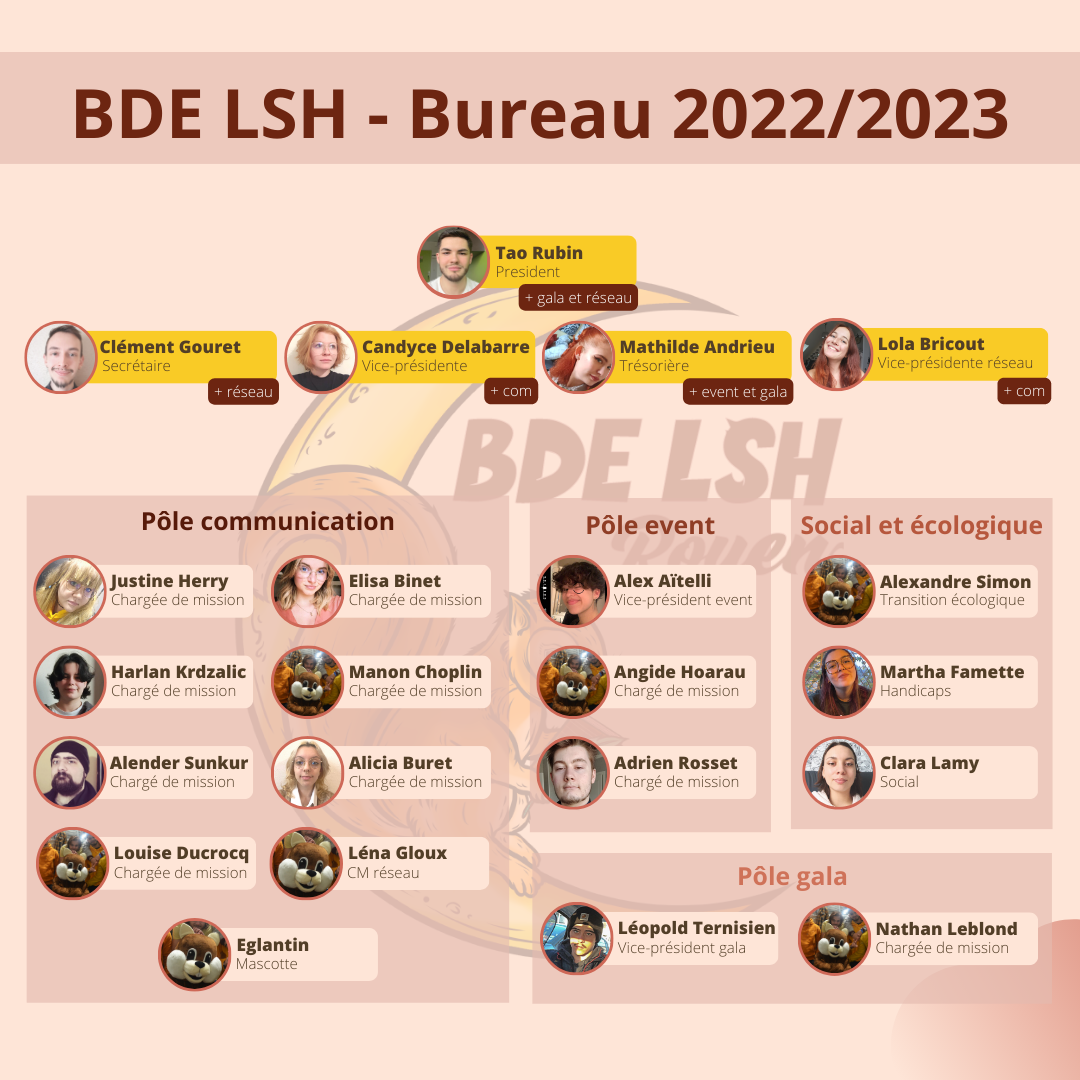 BDE LSH - Bureau 2022/2023
Tao Rubin
President
+ gala et réseau
Clément Gouret
Secrétaire
+ réseau
Candyce Delabarre
Vice-présidente
+ com
Mathilde Andrieu
Trésorière
+ event et gala
Lola Bricout
Vice-présidente réseau
+ com
BDE LSH
Rouen
Pôle communication
Justine Herry
Chargée de mission
Elisa Binet
Chargée de mission
Harlan Krdzalic
Chargé de mission
Manon Choplin
Chargée de mission
Alender Sunkur
Chargé de mission
Alicia Buret
Chargée de mission
Louise Ducrocq
Chargée de mission
Léna Gloux
CM réseau
Eglantin
Mascotte
Pôle event
Alex Aïtelli
Vice-président event
Angide Hoarau
Chargé de mission
Adrien Rosset
Chargé de mission
Social et écologique
Alexandre Simon
Transition écologique
Martha Famette
Handicaps
Clara Lamy
Social
Pôle gala
Léopold Ternisien
Vice-président gala
Nathan Leblond
Chargée de mission